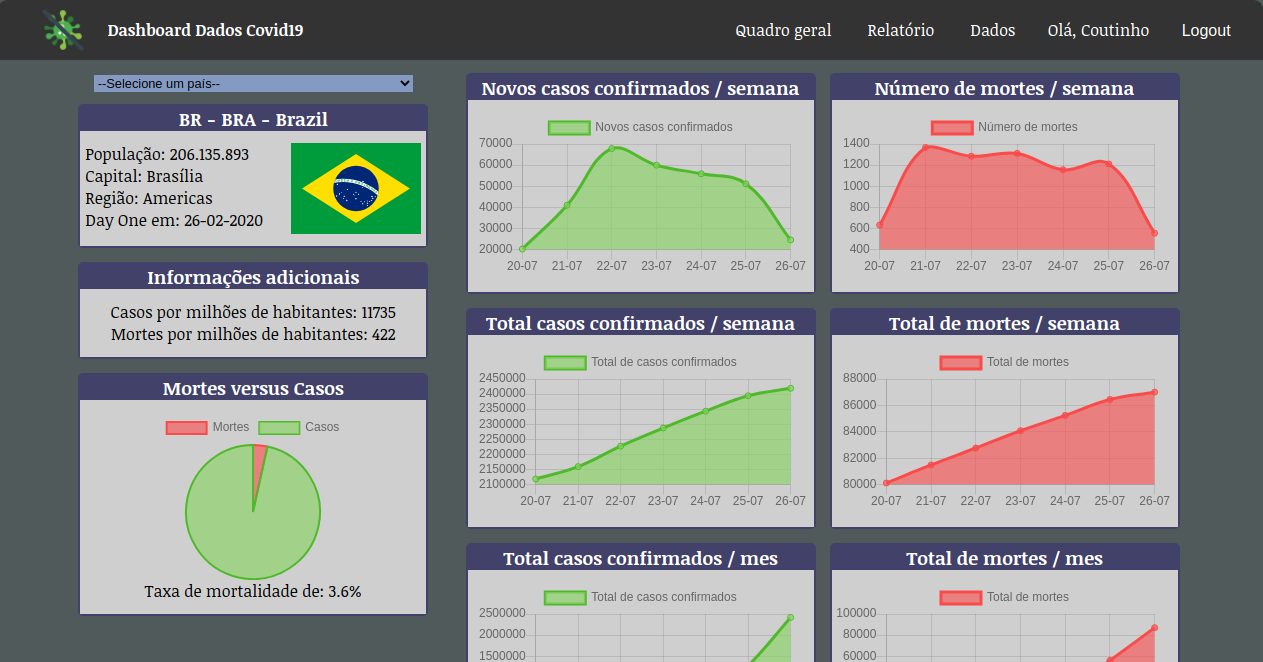 Dashboard Dados Covid19
Quadro geral Relatório Dados Olá, Coutinho Logout
--Selecione um país--
BR - BRA - Brazil
População: 206.135.893
Capital: Brasília
Região: Americas
Day One em: 26-02-2020
Informações adicionais
Casos por milhões de habitantes: 11735
Mortes por milhões de habitantes: 422
Mortes versus Casos
Mortes Casos
Taxa de mortalidade de: 3.6%
Novos casos confirmados / semana
Novos casos confirmados
70000
60000
50000
40000
30000
20000
20-07 21-07 22-07 23-07 24-07 25-07 26-07
Número de mortes / semana
Número de mortes
1400
1200
1000
800
600
400
20-07 21-07 22-07 23-07 24-07 25-07 26-07
Total casos confirmados / semana
Total de casos confirmados
2450000
2400000
2350000
2300000
2250000
2200000
2150000
2100000
20-07 21-07 22-07 23-07 24-07 25-07 26-07
Total de mortes / semana
Total de mortes
88000
86000
84000
82000
80000
20-07 21-07 22-07 23-07 24-07 25-07 26-07
Total casos confirmados / mes
Total de casos confirmados
2500000
2000000
1500000
Total de mortes / mes
Total de mortes
100000
80000
60000